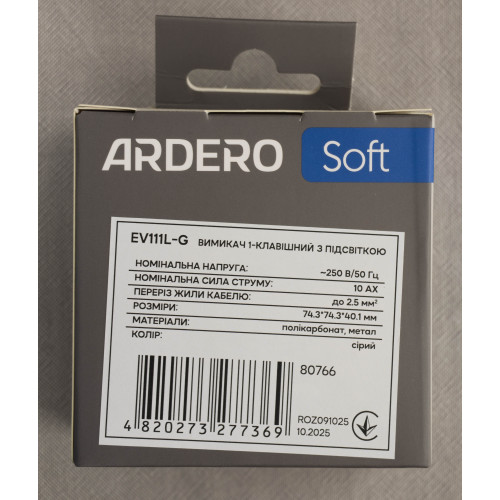 ARDERO Soft
EV111L-G ВИМИКАЧ 1-КЛАВІШНИЙ З ПІДСВІТКОЮ
НОМІНАЛЬНА НАПРУГА: ~250 В/50 Гц
НОМІНАЛЬНА СИЛА СТРУМУ: 10 АХ
ПЕРЕРІЗ ЖИЛИ КАБЕЛЮ: до 2.5 мм²
РОЗМІРИ: 74.3*74.3*40.1 мм
МАТЕРІАЛИ: полікарбонат, метал
КОЛІР: сірий
80766
ROZ091025
10.2025
4 820273 277369